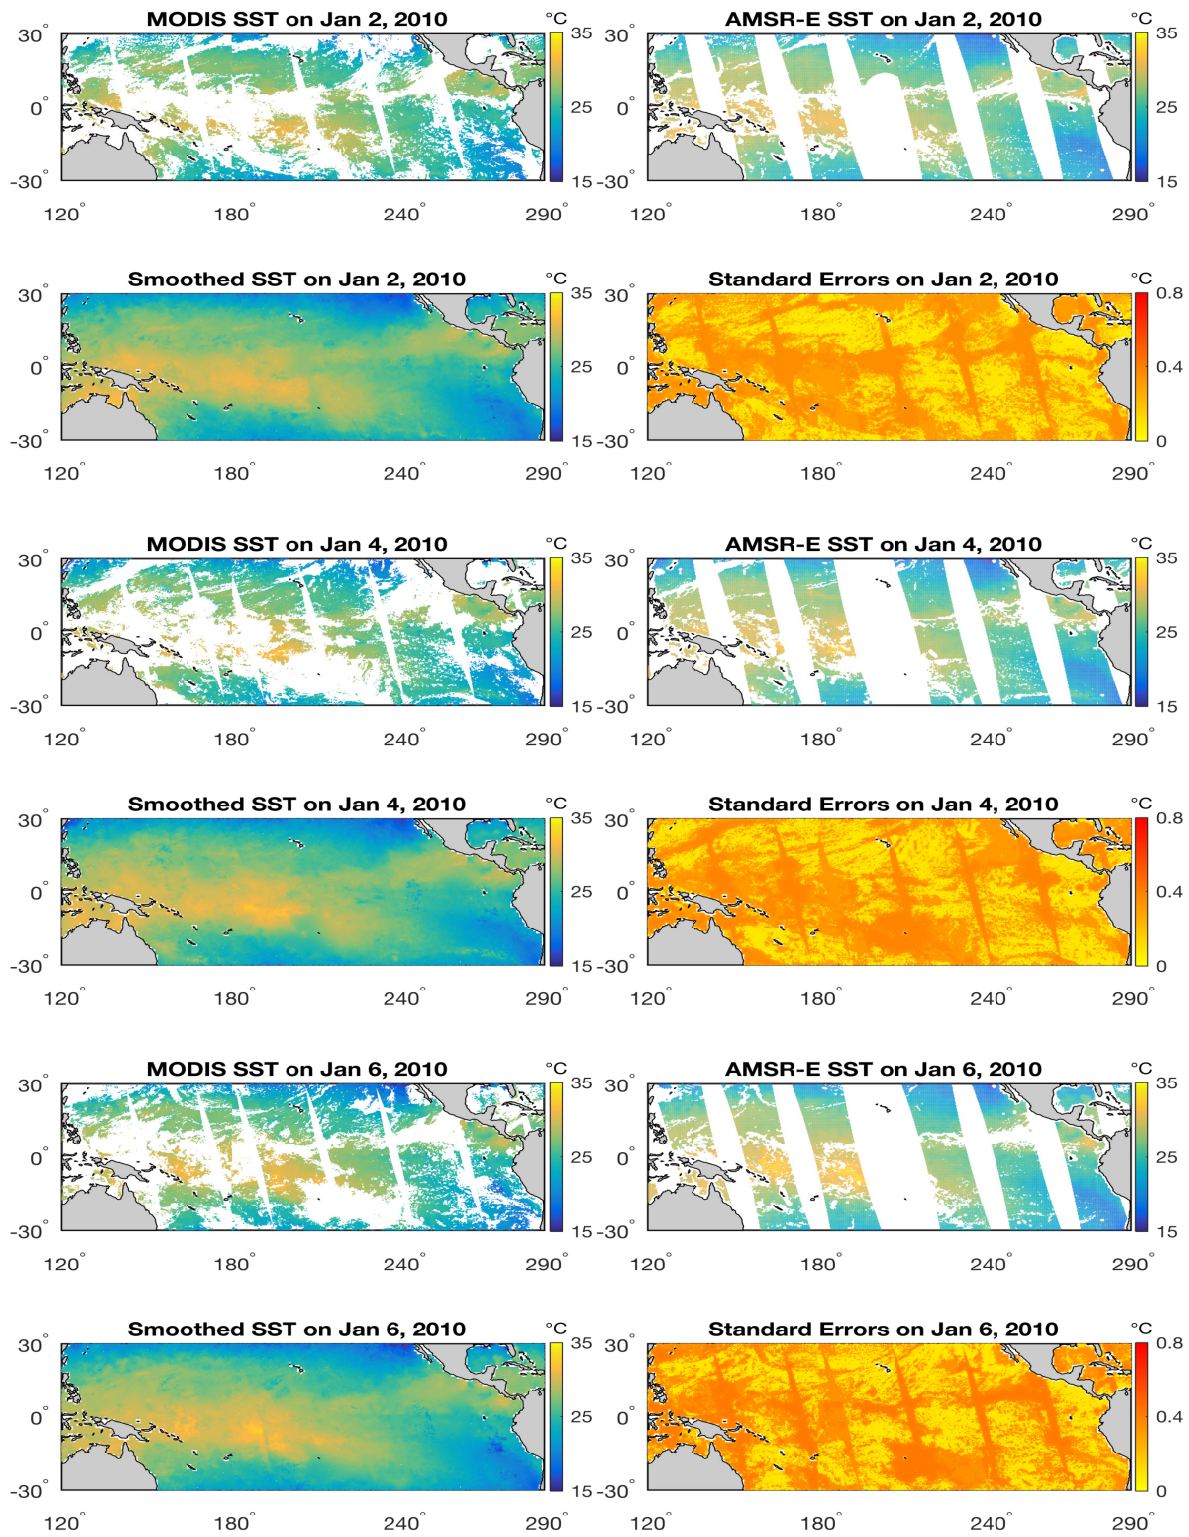 MODIS SST on Jan 2, 2010 °C AMSR-E SST on Jan 2, 2010 °C
30° 35 30° 35
0° 25 0° 25
-30° 15 -30° 15
120° 180° 240° 290° 120° 180° 240° 290°
Smoothed SST on Jan 2, 2010 °C Standard Errors on Jan 2, 2010 °C
30° 35 30° 0.8
0° 25 0° 0.4
-30° 15 -30° 0
120° 180° 240° 290° 120° 180° 240° 290°
MODIS SST on Jan 4, 2010 °C AMSR-E SST on Jan 4, 2010 °C
30° 35 30° 35
0° 25 0° 25
-30° 15 -30° 15
120° 180° 240° 290° 120° 180° 240° 290°
Smoothed SST on Jan 4, 2010 °C Standard Errors on Jan 4, 2010 °C
30° 35 30° 0.8
0° 25 0° 0.4
-30° 15 -30° 0
120° 180° 240° 290° 120° 180° 240° 290°
MODIS SST on Jan 6, 2010 °C AMSR-E SST on Jan 6, 2010 °C
30° 35 30° 35
0° 25 0° 25
-30° 15 -30° 15
120° 180° 240° 290° 120° 180° 240° 290°
Smoothed SST on Jan 6, 2010 °C Standard Errors on Jan 6, 2010 °C
30° 35 30° 0.8
0° 25 0° 0.4
-30° 15 -30° 0
120° 180° 240° 290° 120° 180° 240° 290°